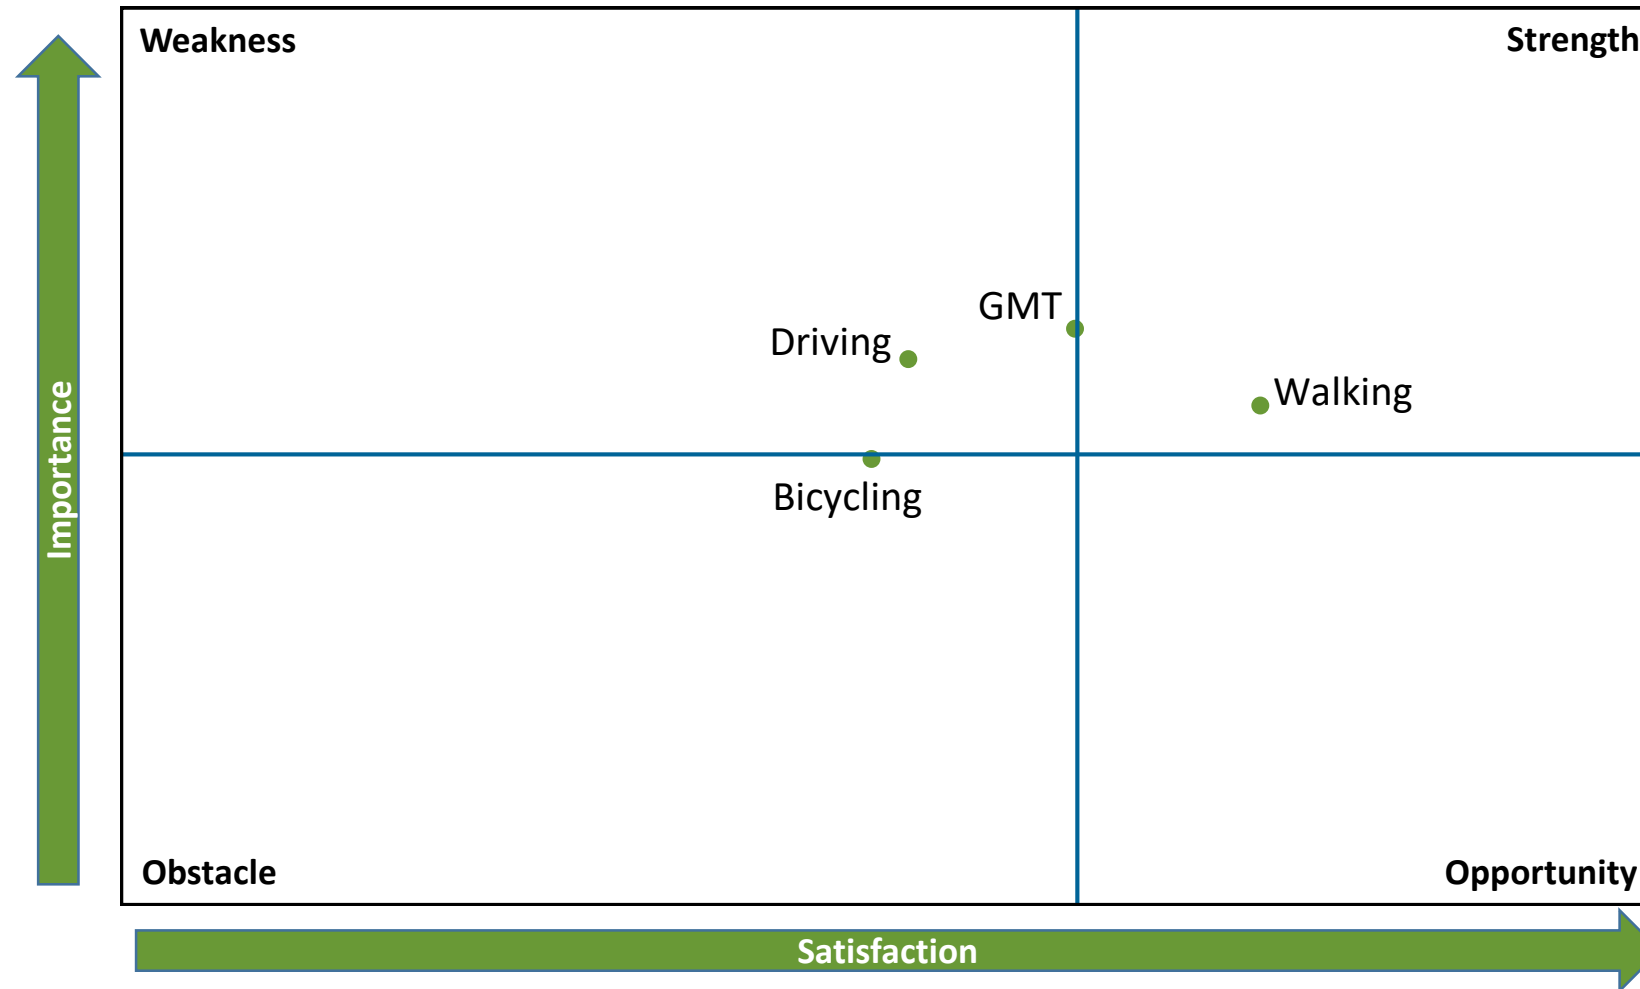 Weakness
Strength
GMT
Driving
Walking
Importance
Bicycling
Obstacle
Opportunity
Satisfaction